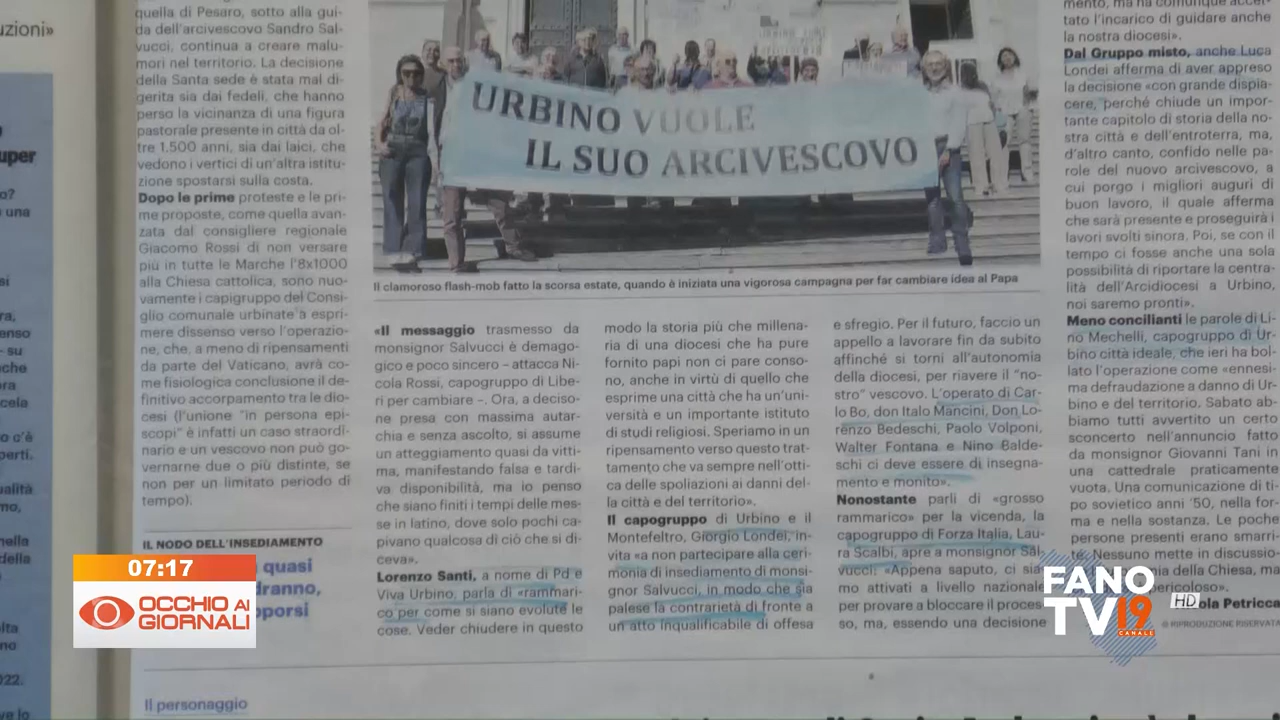 uzioni»
uper
o?
una
si
ra,
enso
- su
che
ora
cela
o c'è
perti.
ualità
mo,
nella
della
olta
no
022.
ve lo
quella di Pesaro, sotto alla gui-
da dell'arcivescovo Sandro Sal-
vucci, continua a creare malu-
mori nel territorio. La decisione
della Santa sede è stata mal di-
gerita sia dai fedeli, che hanno
perso la vicinanza di una figura
pastorale presente in città da ol-
tre 1.500 anni, sia dai laici, che
vedono i vertici di un'altra istitu-
zione spostarsi sulla costa.
Dopo le prime proteste e le pri-
me proposte, come quella avan-
zata dal consigliere regionale
Giacomo Rossi di non versare
più in tutte le Marche l'8x1000
alla Chiesa cattolica, sono nuo-
vamente i capigruppo del Consi-
glio comunale urbinate a espri-
mere dissenso verso l'operazio-
ne, che, a meno di ripensamenti
da parte del Vaticano, avrà co-
me fisiologica conclusione il de-
finitivo accorpamento tra le dio-
cesi (l'unione "in persona epi-
scopi" è infatti un caso straordi-
nario e un vescovo non può go-
vernarne due o più distinte, se
non per un limitato periodo di
tempo).
IL NODO DELL'INSEDIAMENTO
quasi
dranno,
opporsi
URBINO VUOLE
IL SUO ARCIVESCOVO
Il clamoroso flash-mob fatto la scorsa estate, quando è iniziata una vigorosa campagna per far cambiare idea al Papa
«Il messaggio trasmesso da
monsignor Salvucci è demago-
gico e poco sincero – attacca Ni-
cola Rossi, capogruppo di Libe-
ri per cambiare –. Ora, a deciso-
ne presa con massima autar-
chia e senza ascolto, si assume
un atteggiamento quasi da vitti-
ma, manifestando falsa e tardi-
va disponibilità, ma io penso
che siano finiti i tempi delle mes-
se in latino, dove solo pochi ca-
pivano qualcosa di ciò che si di-
ceva».
Lorenzo Santi, a nome di Pd e
Viva Urbino, parla di «rammari-
co per come si siano evolute le
cose. Veder chiudere in questo
modo la storia più che millena-
ria di una diocesi che ha pure
fornito papi non ci pare conso-
no, anche in virtù di quello che
esprime una città che ha un'uni-
versità e un importante istituto
di studi religiosi. Speriamo in un
ripensamento verso questo trat-
tamento che va sempre nell'otti-
ca delle spoliazioni ai danni del-
la città e del territorio».
Il capogruppo di Urbino e il
Montefeltro, Giorgio Londei, in-
vita «a non partecipare alla ceri-
monia di insediamento di monsi-
gnor Salvucci, in modo che sia
palese la contrarietà di fronte a
un atto inqualificabile di offesa
e sfregio. Per il futuro, faccio un
appello a lavorare fin da subito
affinché si torni all'autonomia
della diocesi, per riavere il "no-
stro" vescovo. L'operato di Car-
lo Bo, don Italo Mancini, Don Lo-
renzo Bedeschi, Paolo Volponi,
Walter Fontana e Nino Balde-
schi ci deve essere di insegna-
mento e monito».
Nonostante parli di «grosso
rammarico» per la vicenda, la
capogruppo di Forza Italia, Lau-
ra Scalbi, apre a monsignor Sal-
vucci: «Appena saputo, ci sia-
mo attivati a livello nazionale
per provare a bloccare il proces-
so, ma, essendo una decisione
mento, ma ha comunque accet-
tato l'incarico di guidare anche
la nostra diocesi».
Dal Gruppo misto, anche Luca
Londei afferma di aver appreso
la decisione «con grande dispia-
cere, perché chiude un impor-
tante capitolo di storia della no-
stra città e dell'entroterra, ma,
d'altro canto, confido nelle pa-
role del nuovo arcivescovo, a
cui porgo i migliori auguri di
buon lavoro, il quale afferma
che sarà presente e proseguirà i
lavori svolti sinora. Poi, se con il
tempo ci fosse anche una sola
possibilità di riportare la centra-
lità dell'Arcidiocesi a Urbino,
noi saremo pronti».
Meno concilianti le parole di Li-
no Mechelli, capogruppo di Ur-
bino città ideale, che ieri ha bol-
lato l'operazione come «ennesi-
ma defraudazione a danno di Ur-
bino e del territorio. Sabato ab-
biamo tutti avvertito un certo
sconcerto nell'annuncio fatto
da monsignor Giovanni Tani in
una cattedrale praticamente
vuota. Una comunicazione di ti-
po sovietico anni '50, nella for-
ma e nella sostanza. Le poche
persone presenti erano smarri-
te. Nessuno mette in discussio-
mia della Chiesa, ma
pericoloso».
ola Petricca
© RIPRODUZIONE RISERVATA
Il personaggio
07:17
OCCHIO AI
GIORNALI
FANO
TV19
CANALE
HD